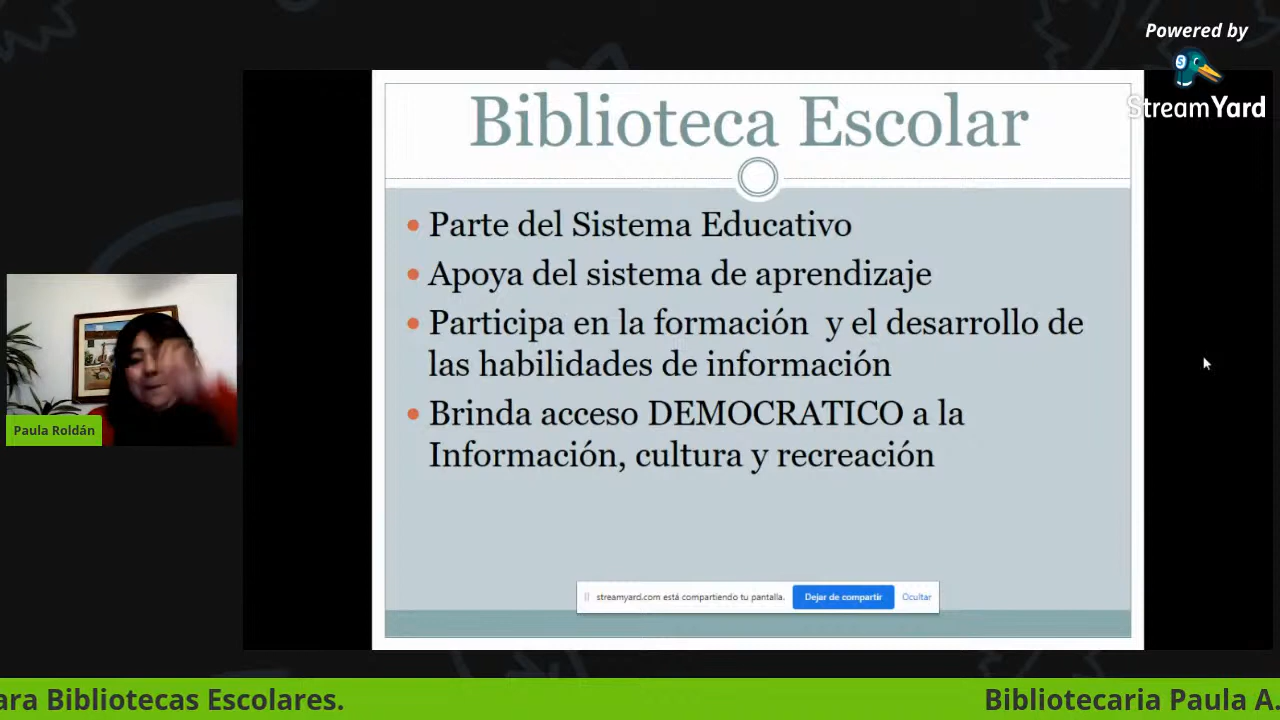 Powered by
StreamYard
Biblioteca Escolar
Parte del Sistema Educativo
Apoya del sistema de aprendizaje
Participa en la formación y el desarrollo de
las habilidades de información
Brinda acceso DEMOCRATICO a la
Información, cultura y recreación
Paula Roldán
streamyard.com está compartiendo tu pantalla.
Dejar de compartir
Ocultar
ara Bibliotecas Escolares.
Bibliotecaria Paula A.